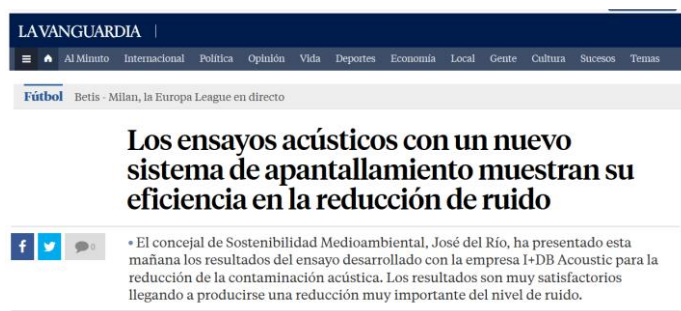 LA VANGUARDIA
Al Minuto Internacional Política Opinión Vida Deportes Economía Local Gente Cultura Sucesos Temas
Fútbol Betis - Milan, la Europa League en directo
Los ensayos acústicos con un nuevo
sistema de apantallamiento muestran su
eficiencia en la reducción de ruido
f 0
• El concejal de Sostenibilidad Medioambiental, José del Río, ha presentado esta
mañana los resultados del ensayo desarrollado con la empresa I+DB Acoustic para la
reducción de la contaminación acústica. Los resultados son muy satisfactorios
llegando a producirse una reducción muy importante del nivel de ruido.